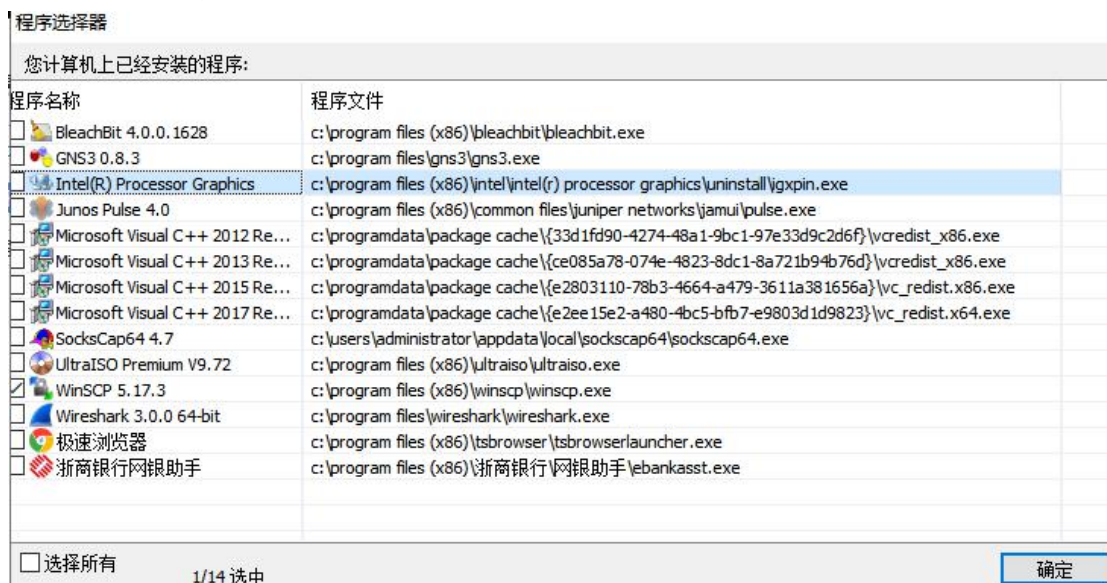 程序选择器
您计算机上已经安装的程序:
程序名称 程序文件
BleachBit 4.0.0.1628 c:\program files (x86)\bleachbit\bleachbit.exe
GNS3 0.8.3 c:\program files\gns3\gns3.exe
Intel(R) Processor Graphics c:\program files (x86)\intel\intel(r) processor graphics\uninstall\igxpin.exe
Junos Pulse 4.0 c:\program files (x86)\common files\juniper networks\jamui\pulse.exe
Microsoft Visual C++ 2012 Re... c:\programdata\package cache\{33d1fd90-4274-48a1-9bc1-97e33d9c2d6f}\vcredist_x86.exe
Microsoft Visual C++ 2013 Re... c:\programdata\package cache\{ce085a78-074e-4823-8dc1-8a721b94b76d}\vcredist_x86.exe
Microsoft Visual C++ 2015 Re... c:\programdata\package cache\{e2803110-78b3-4664-a479-3611a381656a}\vc_redist.x86.exe
Microsoft Visual C++ 2017 Re... c:\programdata\package cache\{e2ee15e2-a480-4bc5-bfb7-e9803d1d9823}\vc_redist.x64.exe
SocksCap64 4.7 c:\users\administrator\appdata\local\sockscap64\sockscap64.exe
UltraISO Premium V9.72 c:\program files (x86)\ultraiso\ultraiso.exe
WinSCP 5.17.3 c:\program files (x86)\winscp\winscp.exe
Wireshark 3.0.0 64-bit c:\program files\wireshark\wireshark.exe
极速浏览器 c:\program files (x86)\tsbrowser\tsbrowserlauncher.exe
浙商银行网银助手 c:\program files (x86)\浙商银行\网银助手\ebankasst.exe
选择所有 1/14 选中 确定